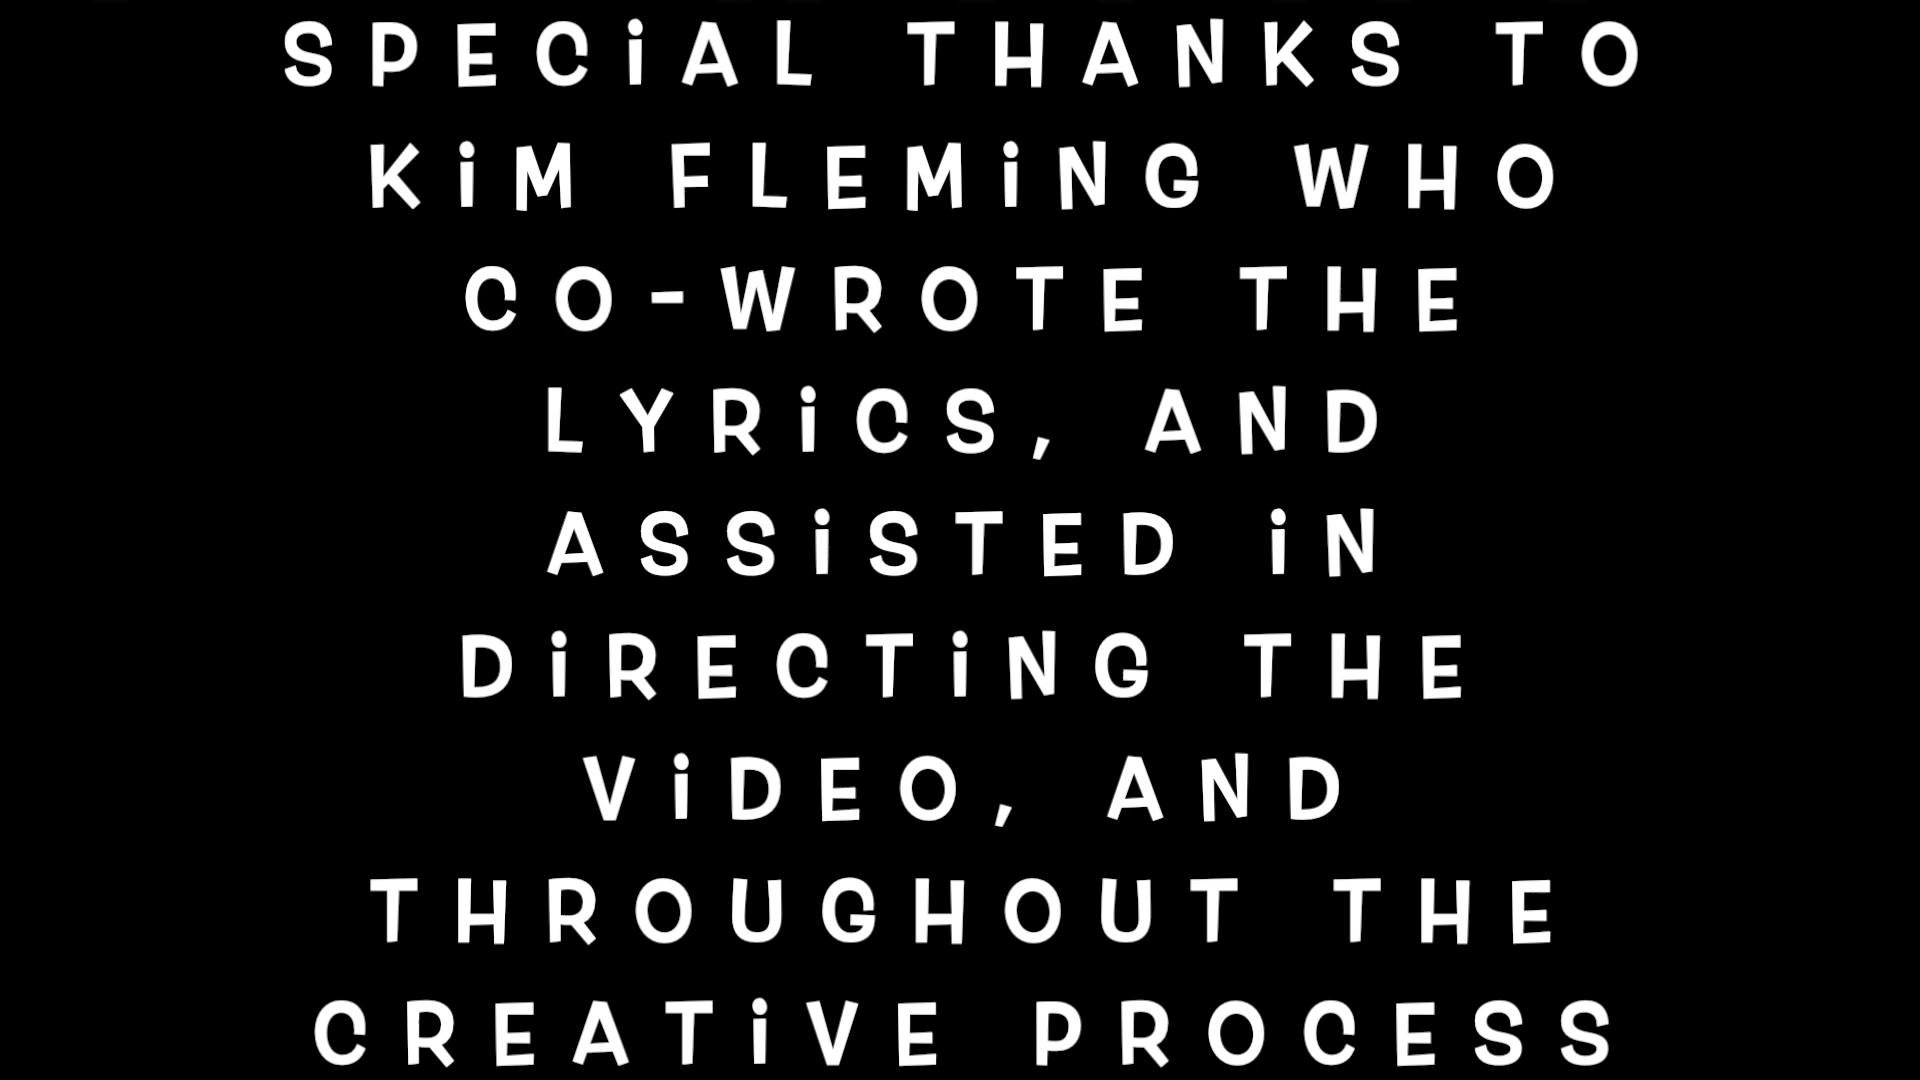 SPECiAL THANKS TO
KiM FLEMiNG WHO
CO-WROTE THE
LYRiCS, AND
ASSiSTED iN
DiRECTiNG THE
ViDEO, AND
THROUGHOUT THE
CREATiVE PROCESS